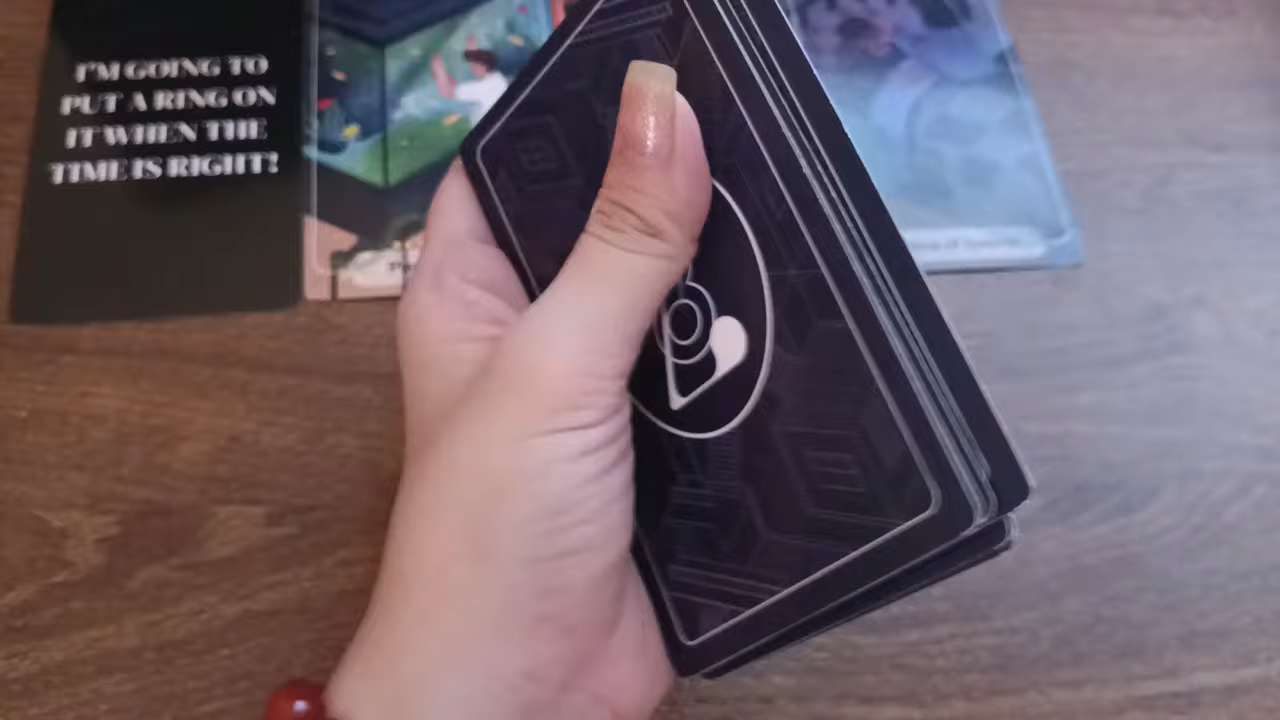 I'M GOING TO
PUT A RING ON
IT WHEN THE
TIME IS RIGHT!